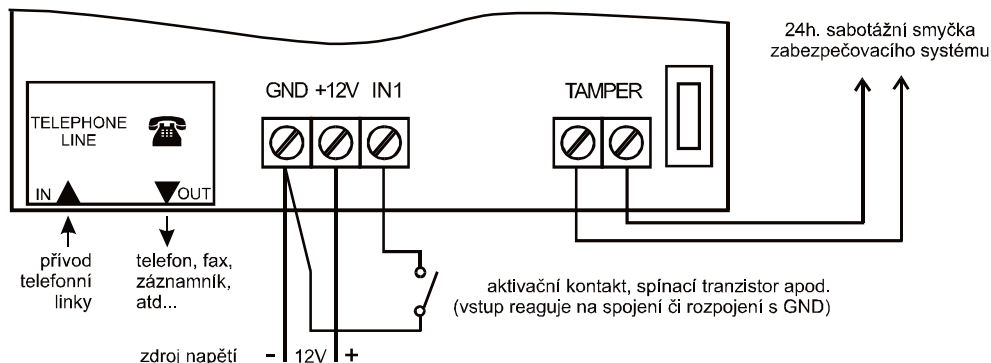 24h. sabotážní smyčka
zabezpečovacího systému
GND +12V IN1
TAMPER
TELEPHONE
LINE
IN
OUT
přívod
telefonní
linky
telefon, fax,
záznamník,
atd...
aktivační kontakt, spínací tranzistor apod.
(vstup reaguje na spojení či rozpojení s GND)
zdroj napětí - 12V +